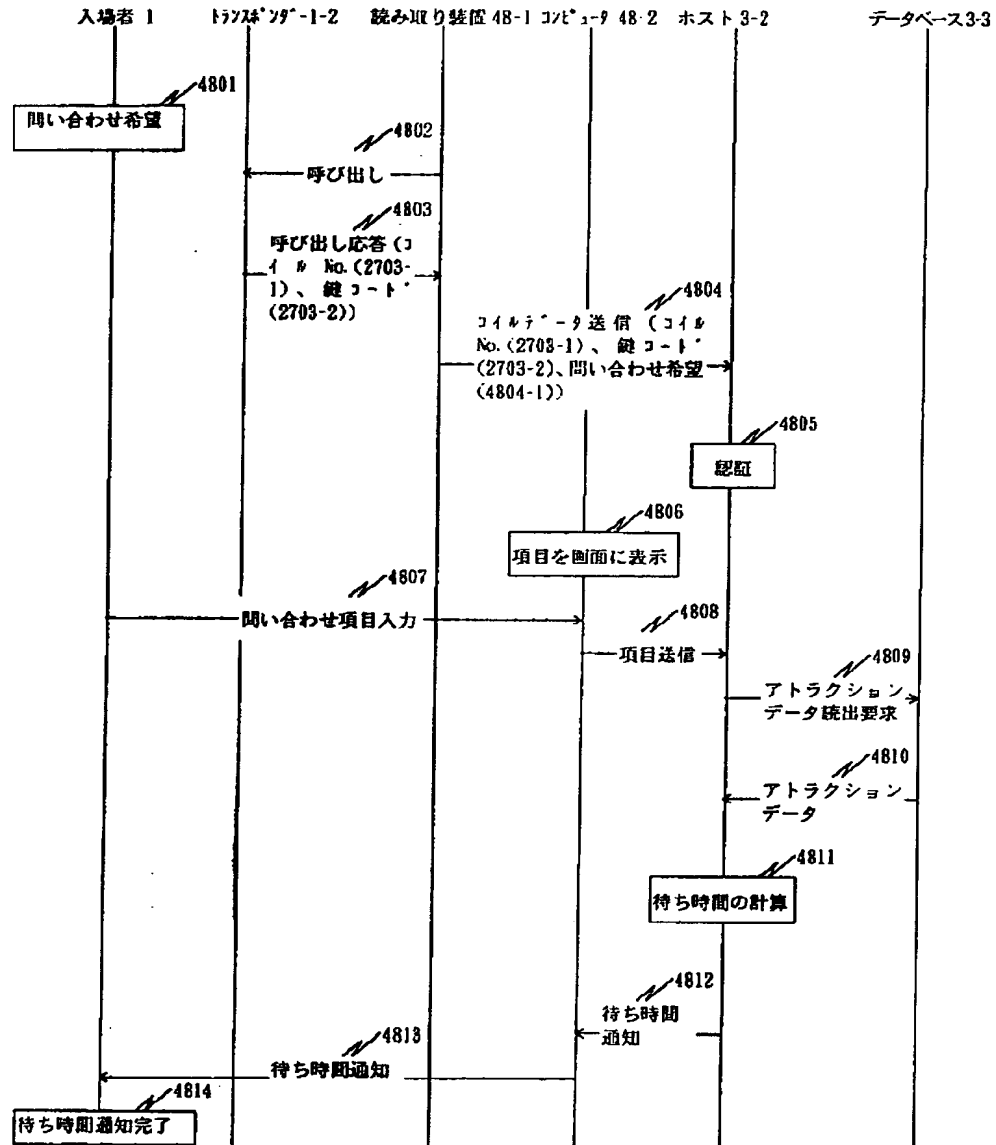 入場者 1 トランスポンダ-1-2 読み取り装置 48-1 コンピュータ 48-2 ホスト 3-2 データベース3-3
4801
問い合わせ希望
4802
呼び出し
4803
呼び出し応答 (コ
イル No. (2703-
1)、鍵コード
(2703-2))
4804
コイルデータ送信 (コイル
No. (2703-1)、鍵コード
(2703-2)、問い合わせ希望
(4804-1))
4805
認証
4806
項目を画面に表示
4807
問い合わせ項目入力
4808
項目送信
4809
アトラクション
データ読出要求
4810
アトラクション
データ
4811
待ち時間の計算
4812
待ち時間
通知
4813
待ち時間通知
4814
待ち時間通知完了